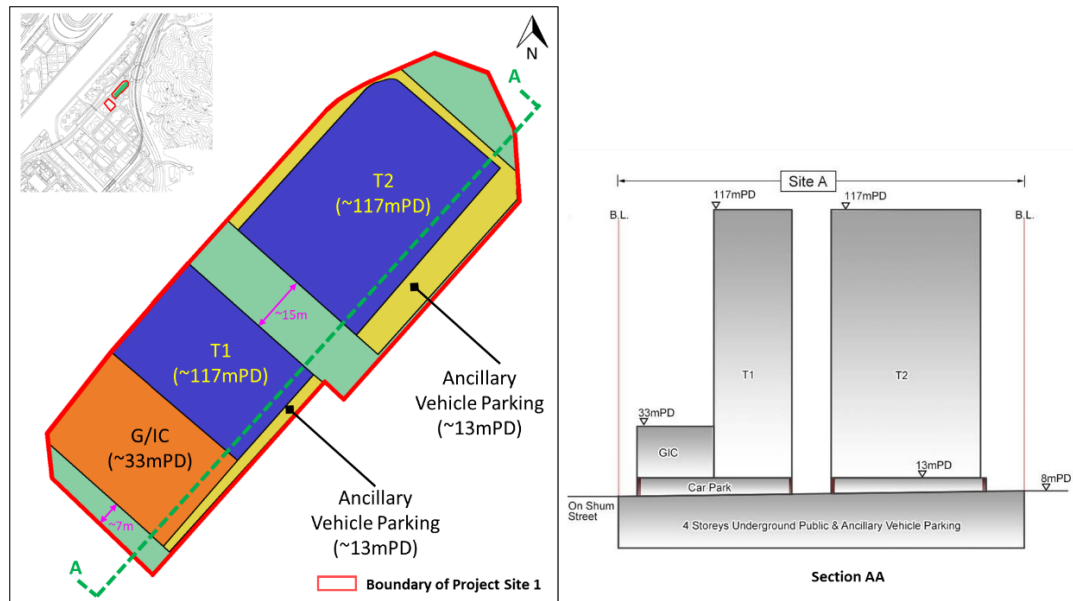 N
A
T2
(~117mPD)
~15m
T1
(~117mPD)
Ancillary
Vehicle Parking
(~13mPD)
G/IC
(~33mPD)
Ancillary
Vehicle Parking
(~13mPD)
~7m
A
Boundary of Project Site 1
Site A
B.L.
117mPD
117mPD
B.L.
T1
T2
33mPD
GIC
13mPD
Car Park
8mPD
On Shum
Street
4 Storeys Underground Public & Ancillary Vehicle Parking
Section AA